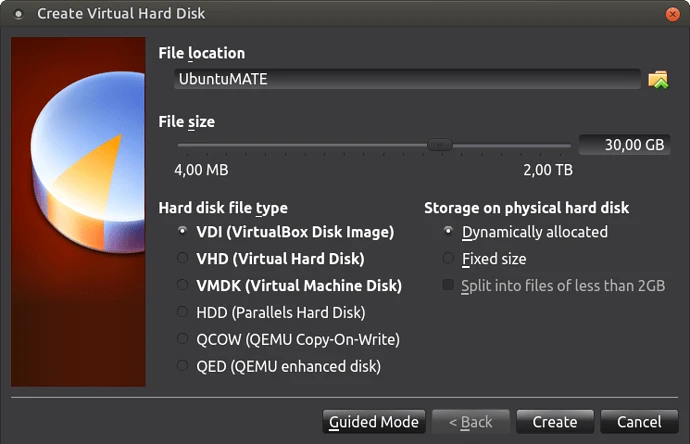 Create Virtual Hard Disk
File location
UbuntuMATE
File size
30,00 GB
4,00 MB 2,00 TB
Hard disk file type Storage on physical hard disk
VDI (VirtualBox Disk Image) Dynamically allocated
VHD (Virtual Hard Disk) Fixed size
VMDK (Virtual Machine Disk) Split into files of less than 2GB
HDD (Parallels Hard Disk)
QCOW (QEMU Copy-On-Write)
QED (QEMU enhanced disk)
Guided Mode < Back Create Cancel